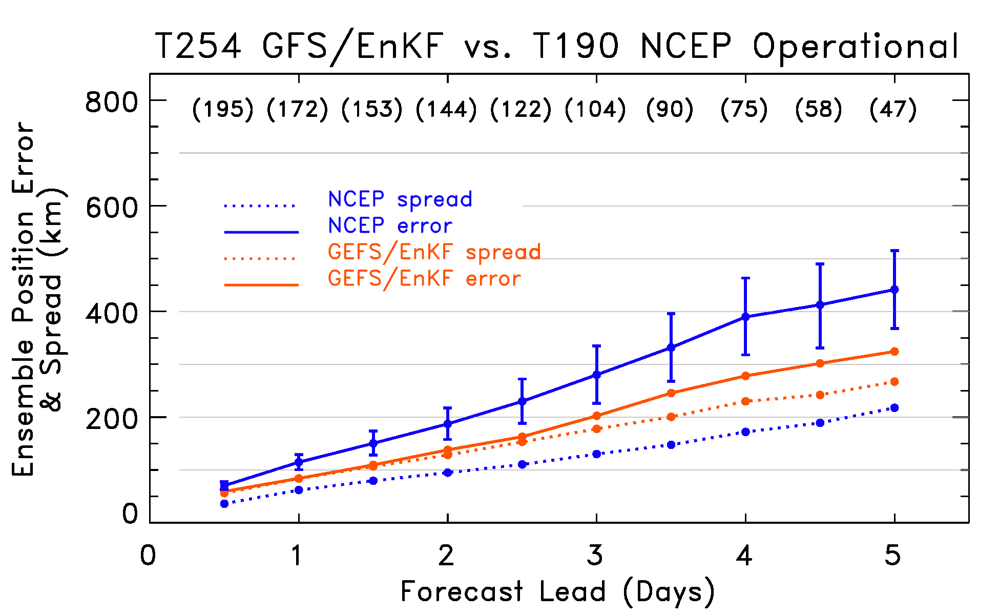 T254 GFS/EnKF vs. T190 NCEP Operational
Ensemble Position Error
& Spread (km)
800
600
400
200
0
(195) (172) (153) (144) (122) (104) (90) (75) (58) (47)
NCEP spread
NCEP error
GEFS/EnKF spread
GEFS/EnKF error
0 1 2 3 4 5
Forecast Lead (Days)